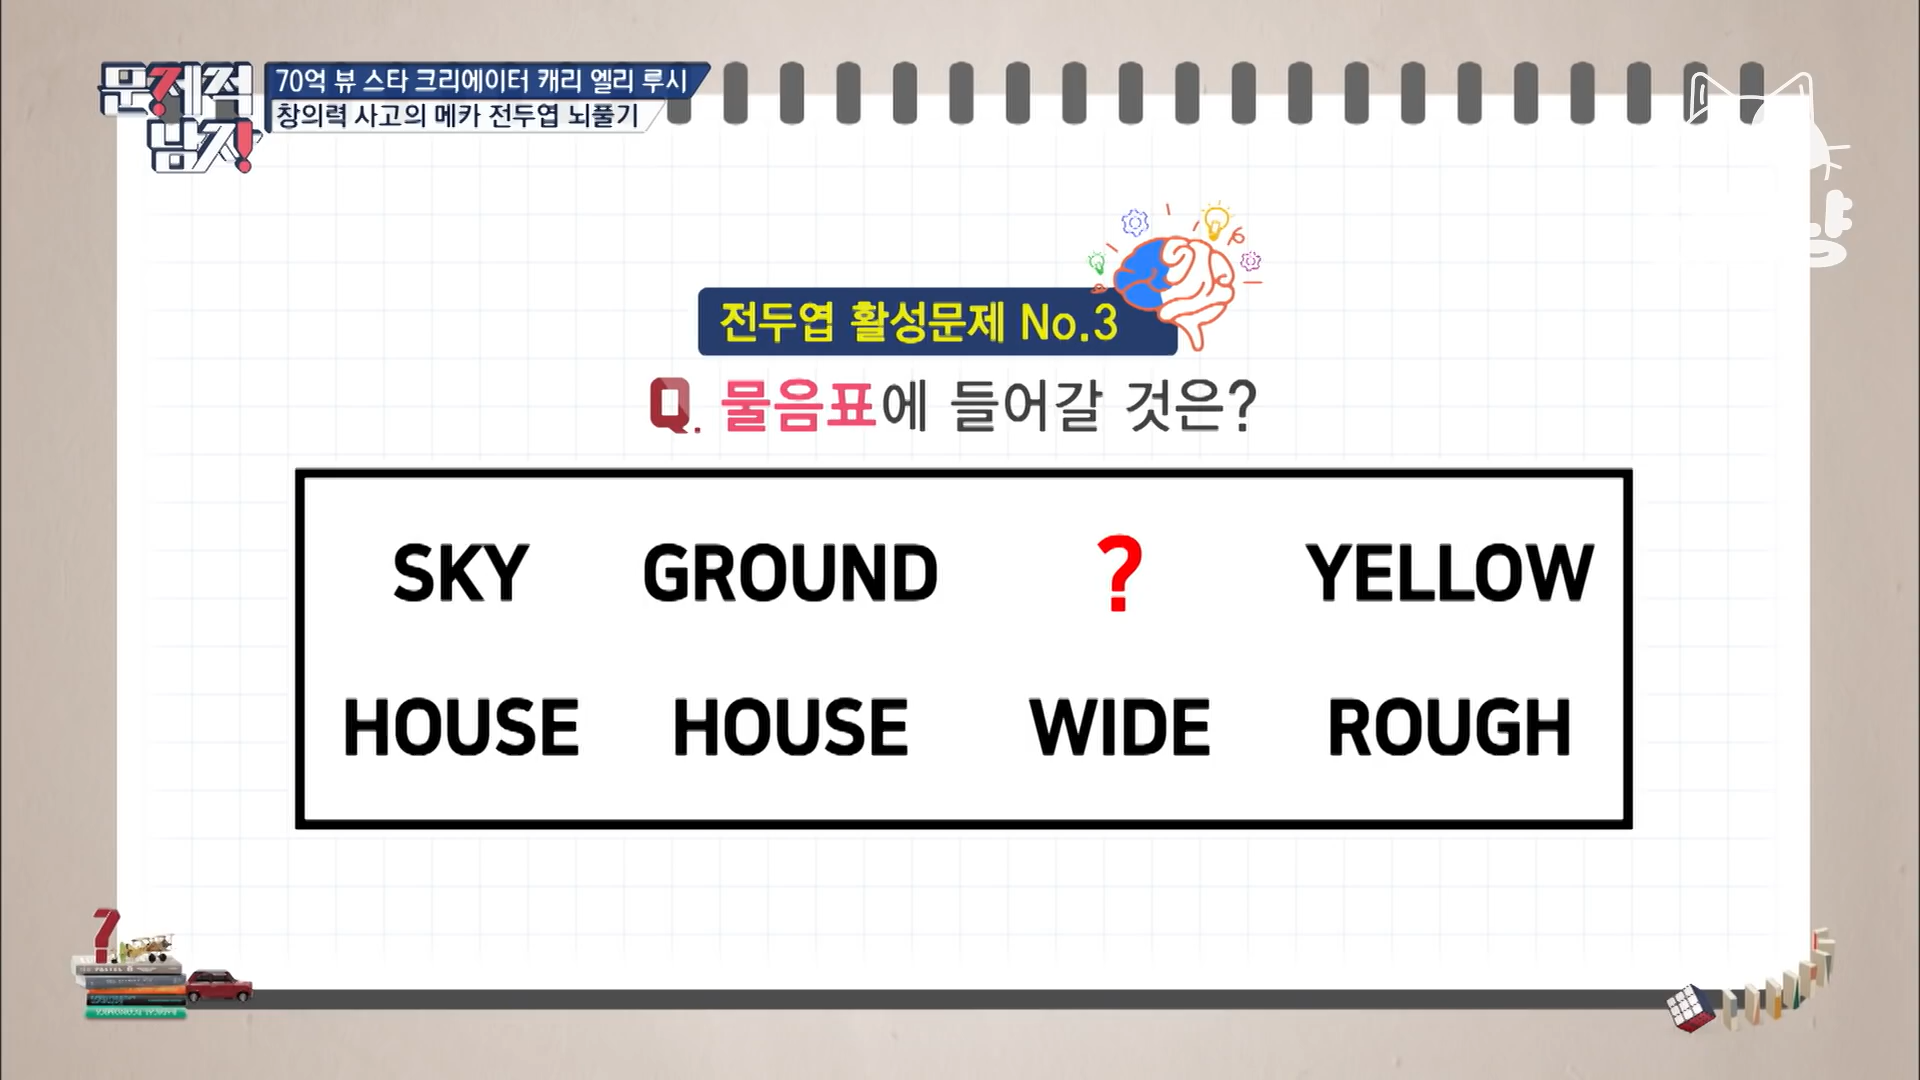 문제적
남자!
70억 뷰 스타 크리에이터 캐리 엘리 루시
창의력 사고의 메카 전두엽 뇌풀기
전두엽 활성문제 No.3
Q. 물음표에 들어갈 것은?
SKY GROUND ? YELLOW
HOUSE HOUSE WIDE ROUGH